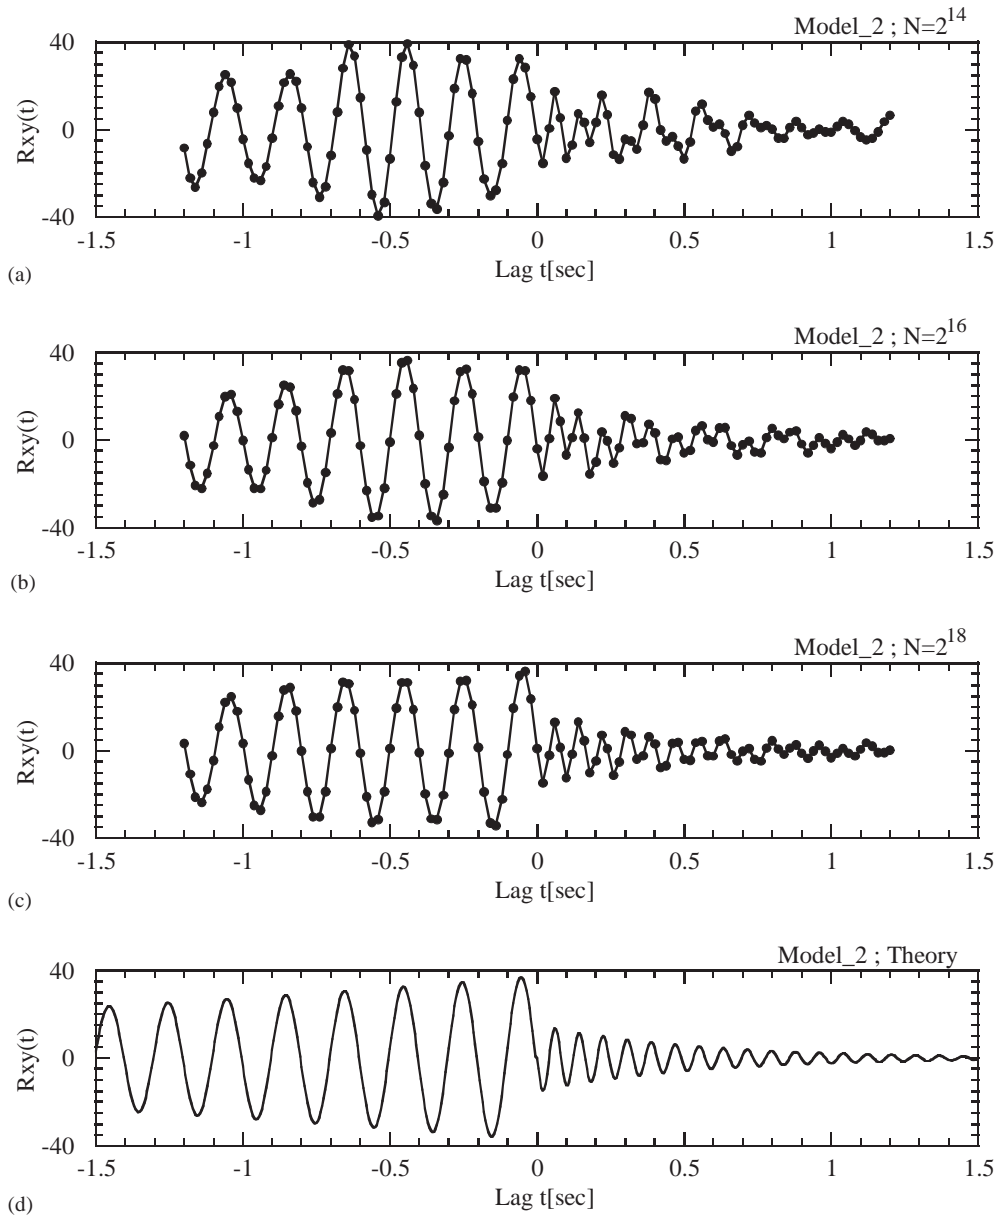 Model_2 ; N=2^14
40
0
-40
Rxy(t)
-1.5 -1 -0.5 0 0.5 1 1.5
Lag t[sec]
(a)
Model_2 ; N=2^16
40
0
-40
Rxy(t)
-1.5 -1 -0.5 0 0.5 1 1.5
Lag t[sec]
(b)
Model_2 ; N=2^18
40
0
-40
Rxy(t)
-1.5 -1 -0.5 0 0.5 1 1.5
Lag t[sec]
(c)
Model_2 ; Theory
40
0
-40
Rxy(t)
-1.5 -1 -0.5 0 0.5 1 1.5
Lag t[sec]
(d)